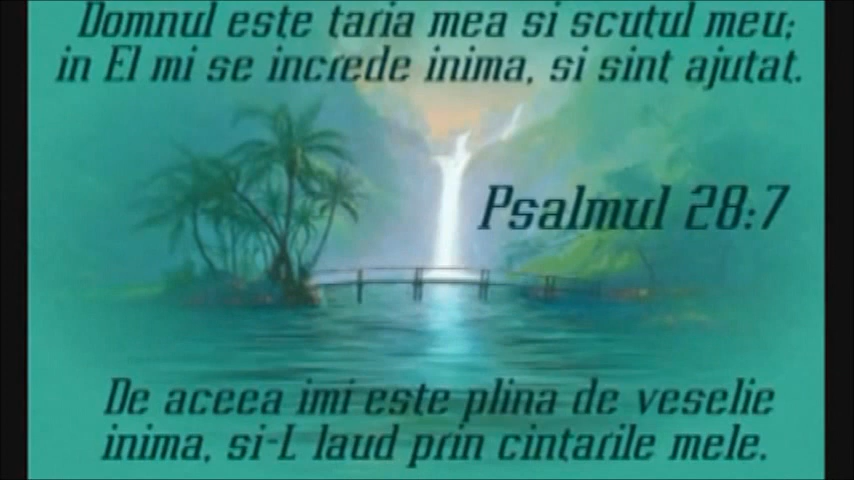 Domnul este taria mea si scutul meu;
in El mi se increde inima, si sint ajutat.
Psalmul 28:7
De aceea imi este plina de veselie
inima, si-L laud prin cintarile mele.